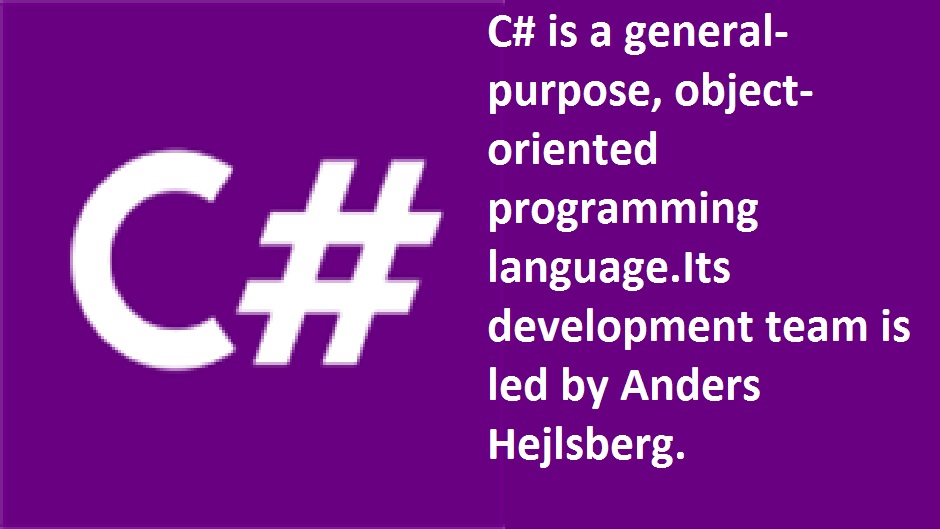 C#
C# is a general-
purpose, object-
oriented
programming
language.Its
development team is
led by Anders
Hejlsberg.